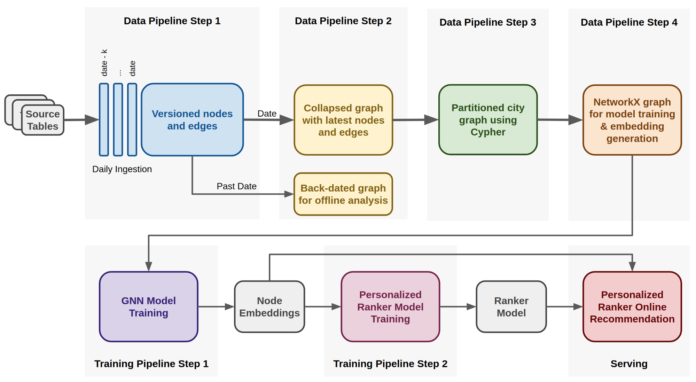 Data Pipeline Step 1
Data Pipeline Step 2
Data Pipeline Step 3
Data Pipeline Step 4
date - k
...
date
Source
Tables
Versioned nodes
and edges
Daily Ingestion
Date
Past Date
Collapsed graph
with latest nodes
and edges
Back-dated graph
for offline analysis
Partitioned city
graph using
Cypher
NetworkX graph
for model training
& embedding
generation
GNN Model
Training
Node
Embeddings
Personalized
Ranker Model
Training
Ranker
Model
Personalized
Ranker Online
Recommendation
Training Pipeline Step 1
Training Pipeline Step 2
Serving